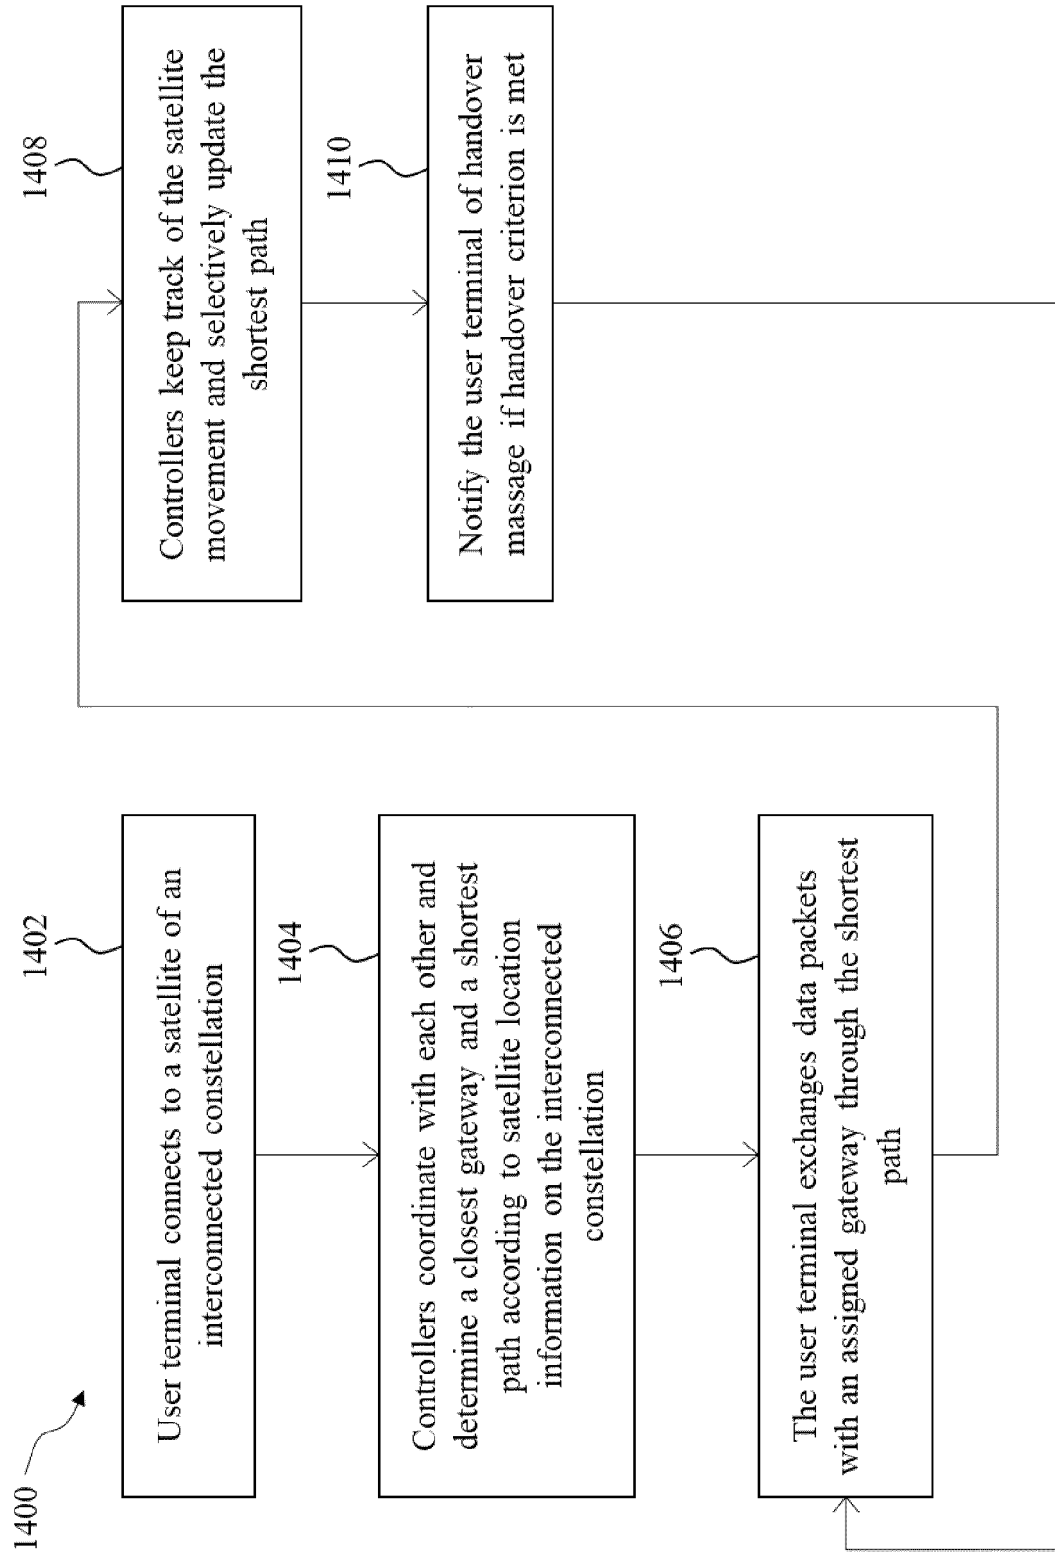 1400
1402
User terminal connects to a satellite of an
interconnected constellation
1404
Controllers coordinate with each other and
determine a closest gateway and a shortest
path according to satellite location
information on the interconnected
constellation
1406
The user terminal exchanges data packets
with an assigned gateway through the shortest
path
1408
Controllers keep track of the satellite
movement and selectively update the
shortest path
1410
Notify the user terminal of handover
massage if handover criterion is met